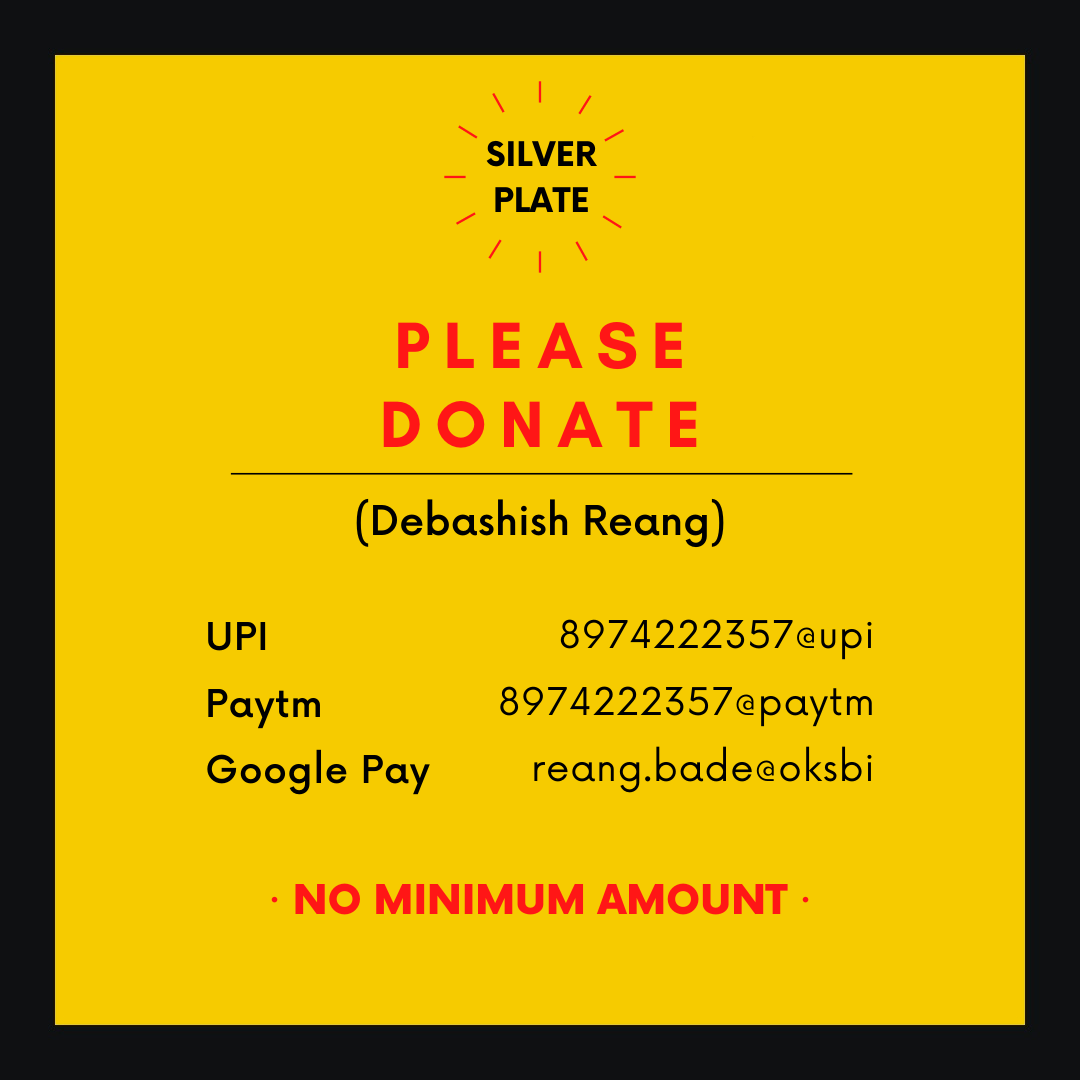 SILVER
PLATE
PLEASE
DONATE
(Debashish Reang)
UPI 8974222357@upi
Paytm 8974222357@paytm
Google Pay reang.bade@oksbi
· NO MINIMUM AMOUNT ·